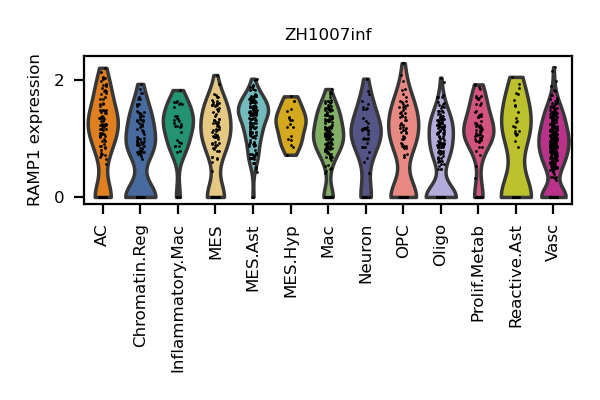 ZH1007inf
RAMP1 expression
2
0
AC
Chromatin.Reg
Inflammatory.Mac
MES
MES.Ast
MES.Hyp
Mac
Neuron
OPC
Oligo
Prolif.Metab
Reactive.Ast
Vasc